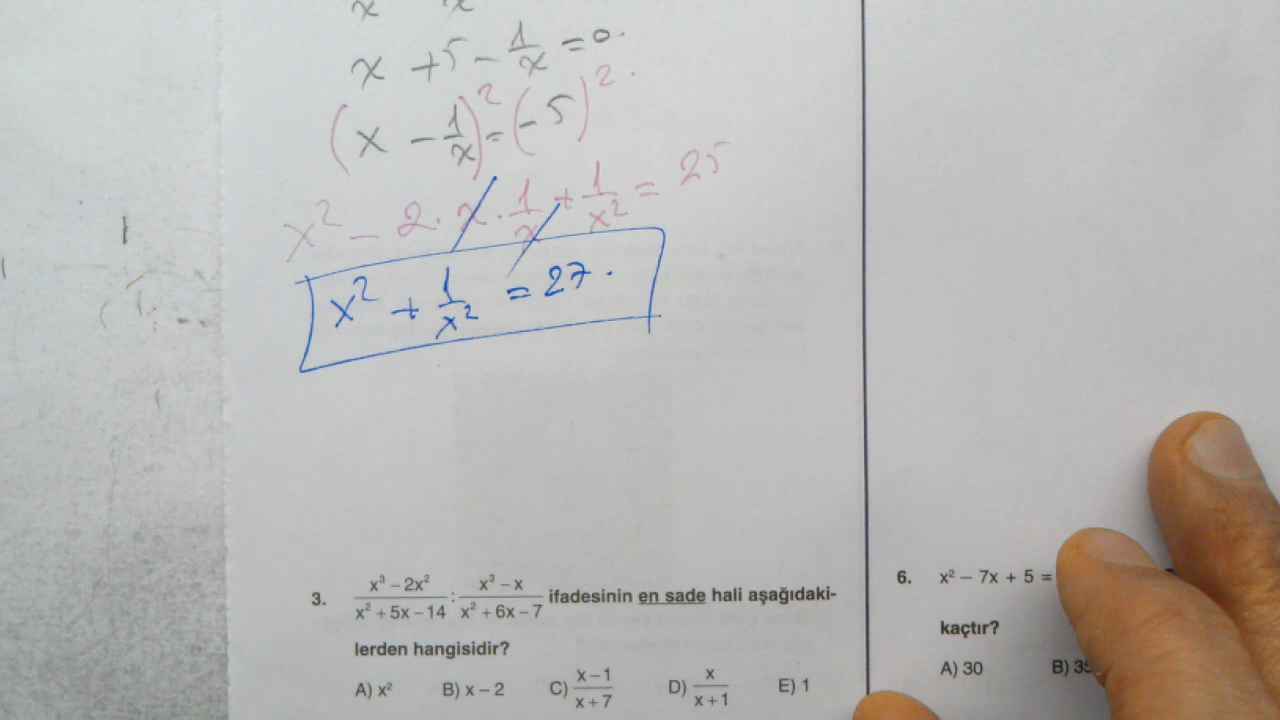 x + 5 - 1/x = 0.
(x - 1/x)² = (-5)²
x² - 2 . x . 1/x + 1/x² = 25
x² + 1/x² = 27.
3. (x³ – 2x²)/(x² + 5x – 14) : (x³ – x)/(x² + 6x – 7) ifadesinin en sade hali aşağıdaki-
lerden hangisidir?
A) x² B) x – 2 C) (x – 1)/(x + 7) D) x/(x + 1) E) 1
6. x² – 7x + 5 =
kaçtır?
A) 30 B)